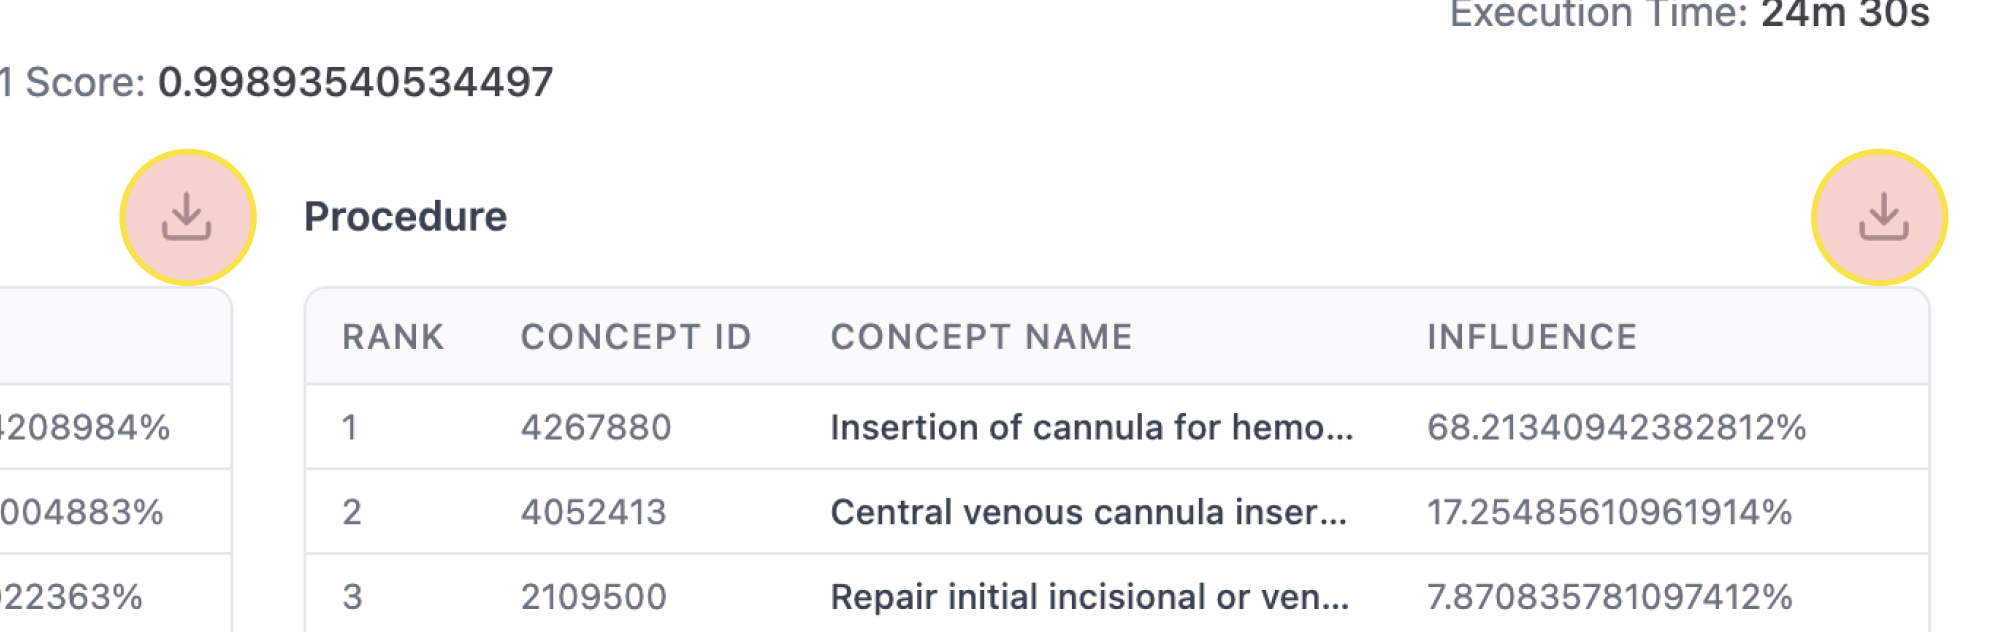 Execution Time: 24m 30s
1 Score: 0.99893540534497
Procedure
RANK CONCEPT ID CONCEPT NAME INFLUENCE
4208984% 1 4267880 Insertion of cannula for hemo... 68.21340942382812%
004883% 2 4052413 Central venous cannula inser... 17.25485610961914%
22363% 3 2109500 Repair initial incisional or ven... 7.870835781097412%